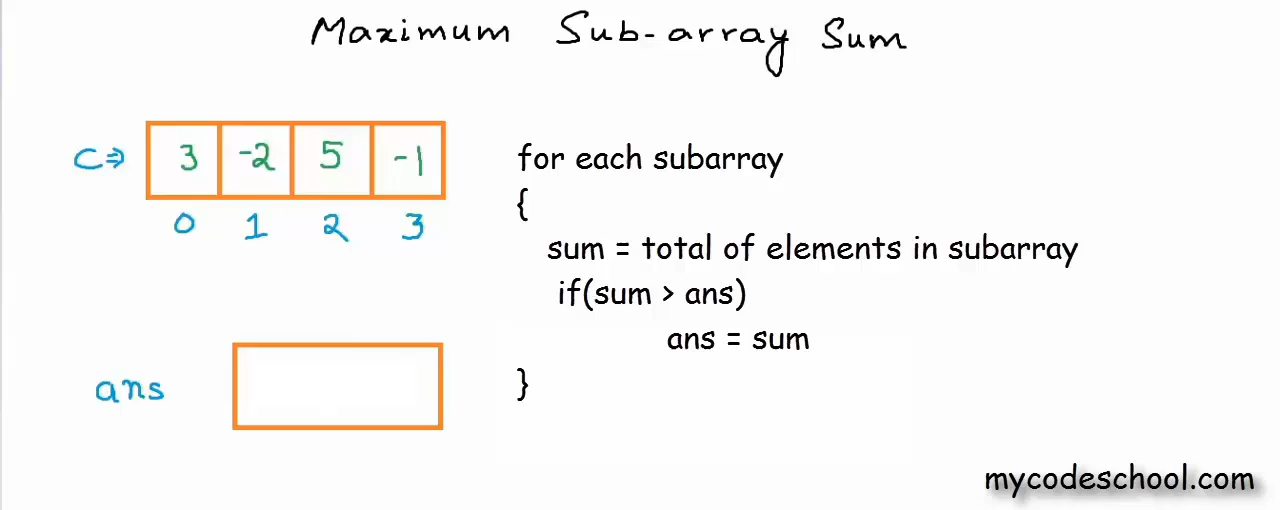 Maximum Sub-array Sum
C⇒ 3 -2 5 -1
0 1 2 3
for each subarray
{
sum = total of elements in subarray
if(sum > ans)
ans = sum
}
ans
mycodeschool.com